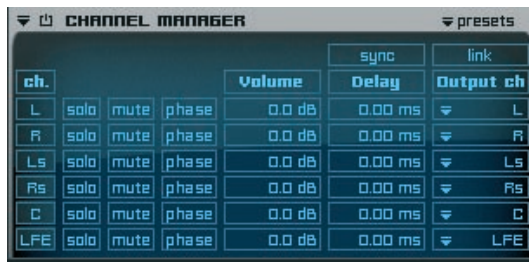 CHANNEL MANAGER presets
sync link
ch. Volume Delay Output ch
L solo mute phase 0.0 dB 0.00 ms L
R solo mute phase 0.0 dB 0.00 ms R
Ls solo mute phase 0.0 dB 0.00 ms Ls
Rs solo mute phase 0.0 dB 0.00 ms Rs
C solo mute phase 0.0 dB 0.00 ms C
LFE solo mute phase 0.0 dB 0.00 ms LFE